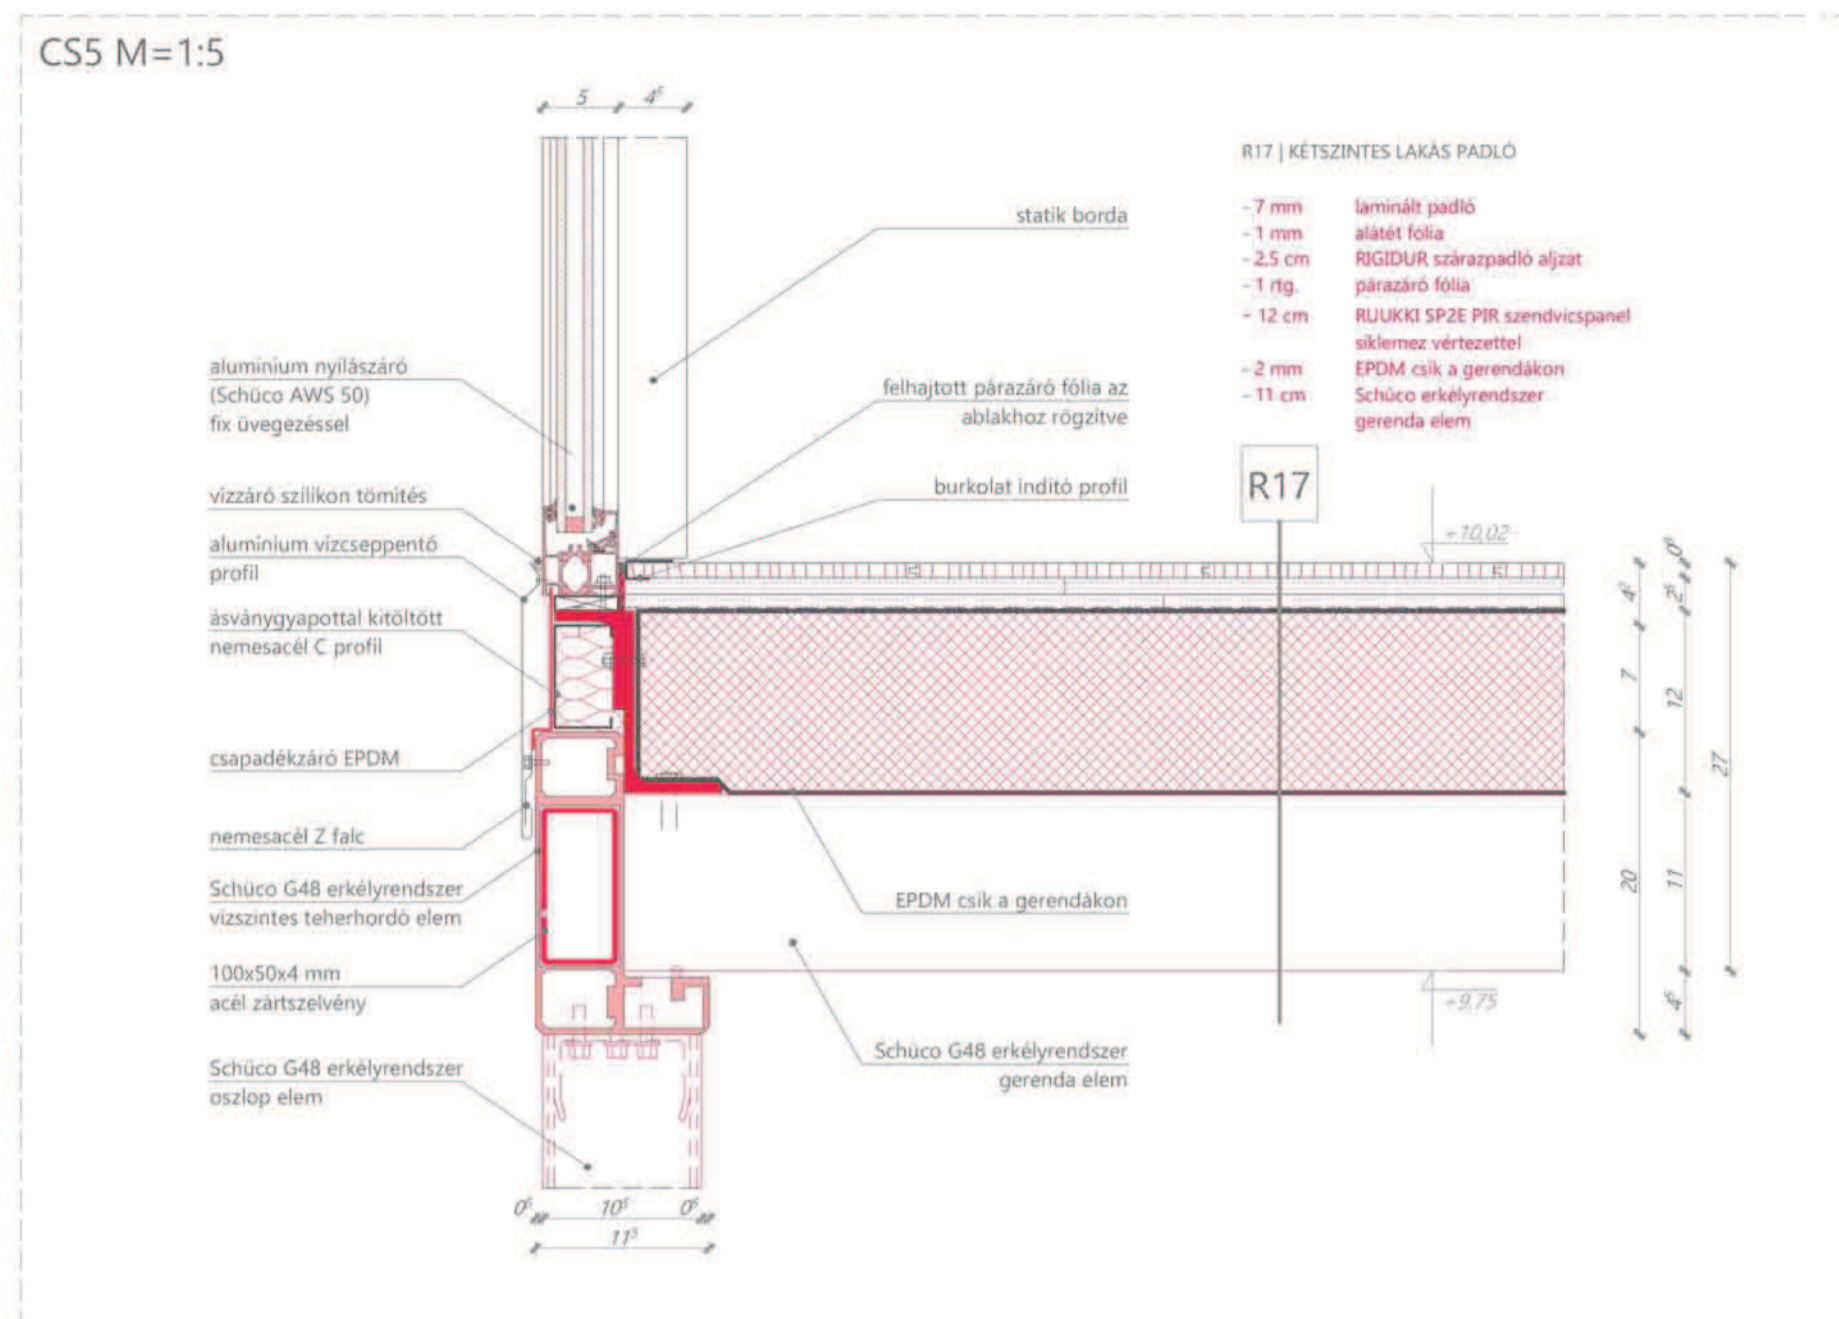 CS5 M=1:5
5
4⁵
R17 | KÉTSZINTES LAKÁS PADLÓ
- 7 mm laminált padló
- 1 mm alátét fólia
- 2,5 cm RIGIDUR szárazpadló aljzat
- 1 rtg. párazáró fólia
- 12 cm RUUKKI SP2E PIR szendvicspanel
síklemez vértezettel
- 2 mm EPDM csík a gerendákon
- 11 cm Schüco erkélyrendszer
gerenda elem
R17
statik borda
felhajtott párazáró fólia az
ablakhoz rögzítve
burkolat indító profil
EPDM csík a gerendákon
Schüco G48 erkélyrendszer
gerenda elem
alumínium nyílászáró
(Schüco AWS 50)
fix üvegezéssel
vízzáró szilikon tömítés
alumínium vízcseppentő
profil
ásványgyapottal kitöltött
nemesacél C profil
csapadékzáró EPDM
nemesacél Z falc
Schüco G48 erkélyrendszer
vízszintes teherhordó elem
100x50x4 mm
acél zártszelvény
Schüco G48 erkélyrendszer
oszlop elem
+10,02
+9,75
0⁸
7
12
27
20
11
4⁵
0⁵
10⁵
0⁵
11⁵